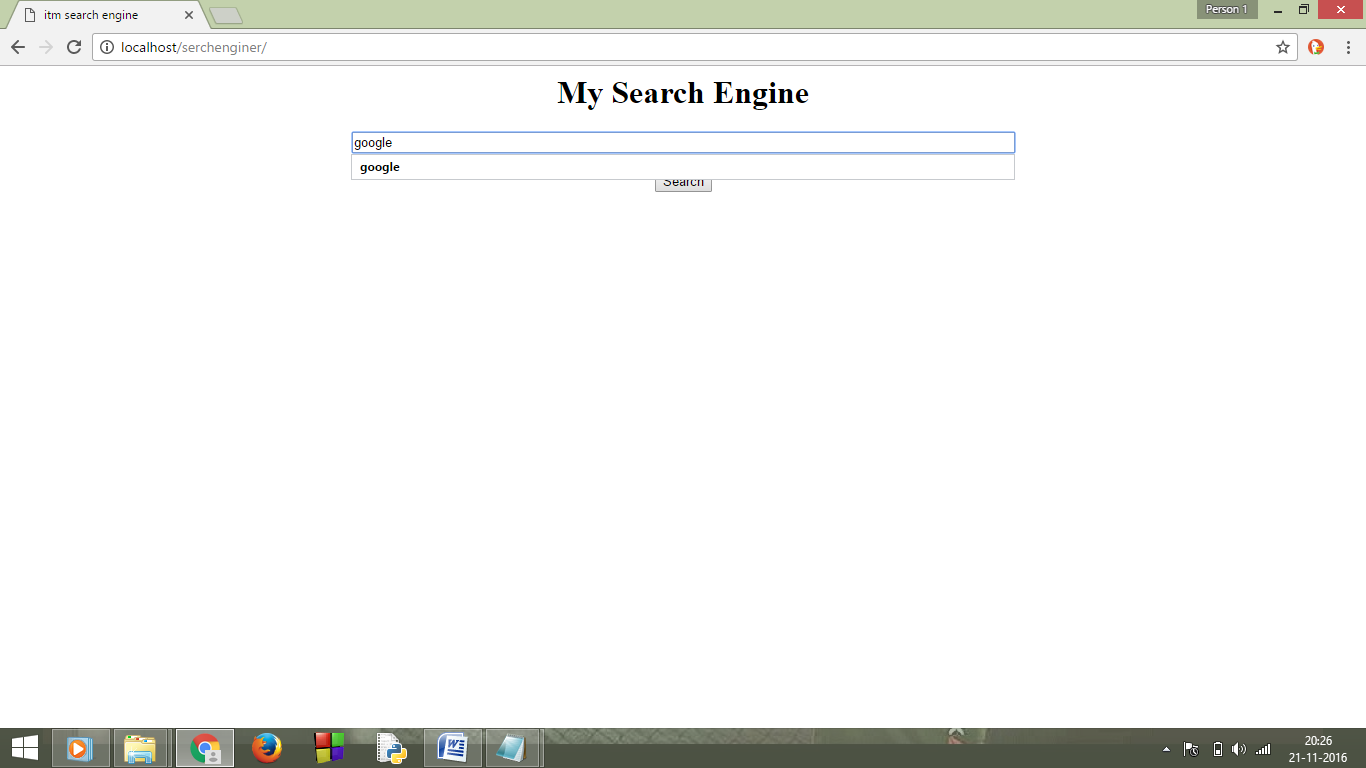 itm search engine
Person 1
localhost/serchenginer/
My Search Engine
google
google
Search
20:26
21-11-2016